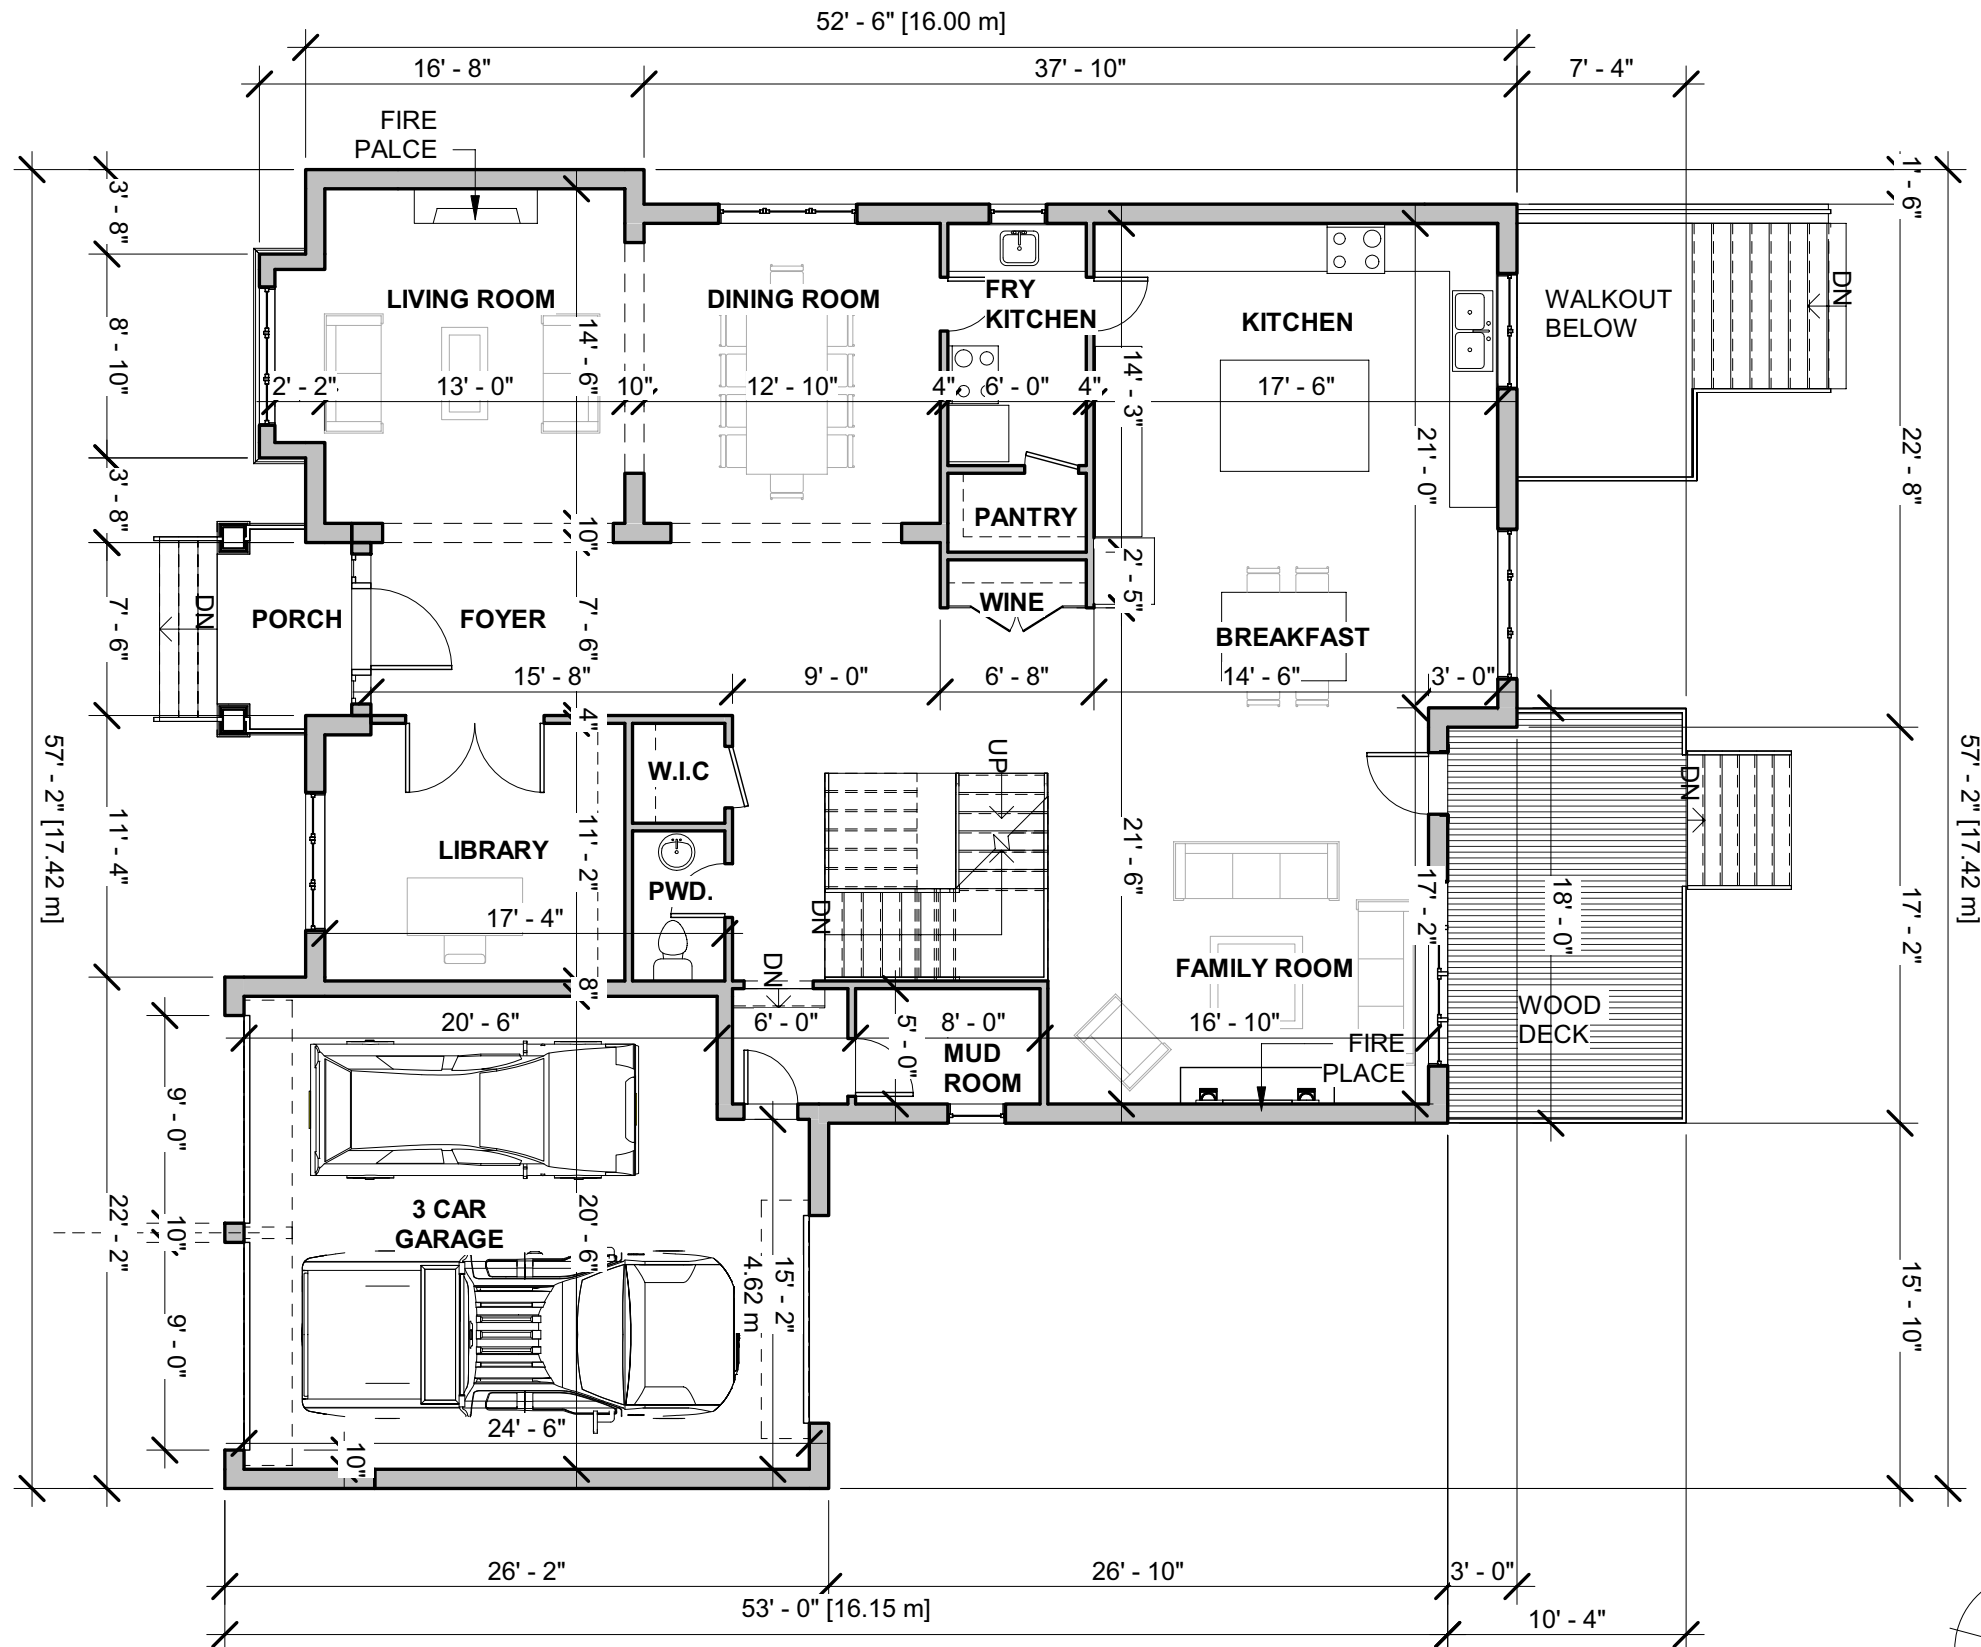 52' - 6" [16.00 m]
16' - 8"
37' - 10"
7' - 4"
FIRE
PALCE
3' - 8"
8' - 10"
3' - 8"
7' - 6"
11' - 4"
22' - 2"
57' - 2" [17.42 m]
1' - 6"
22' - 8"
17' - 2"
15' - 10"
57' - 2" [17.42 m]
LIVING ROOM
DINING ROOM
FRY
KITCHEN
KITCHEN
WALKOUT
BELOW
DN
14' - 6"
14' - 3"
21' - 0"
2' - 2"
13' - 0"
10"
12' - 10"
4"
6' - 0"
4"
17' - 6"
PANTRY
10"
2' - 5"
WINE
DN
PORCH
FOYER
7' - 6"
BREAKFAST
15' - 8"
9' - 0"
6' - 8"
14' - 6"
3' - 0"
4"
W.I.C
UP
DN
LIBRARY
11' - 2"
21' - 6"
PWD.
17' - 4"
DN
17' - 2"
18' - 0"
DN
FAMILY ROOM
8"
WOOD
DECK
20' - 6"
6' - 0"
5' - 0"
8' - 0"
16' - 10"
MUD
ROOM
FIRE
PLACE
9' - 0"
10"
9' - 0"
3 CAR
GARAGE
20' - 6"
15' - 2"
4.62 m
24' - 6"
10"
26' - 2"
26' - 10"
3' - 0"
53' - 0" [16.15 m]
10' - 4"